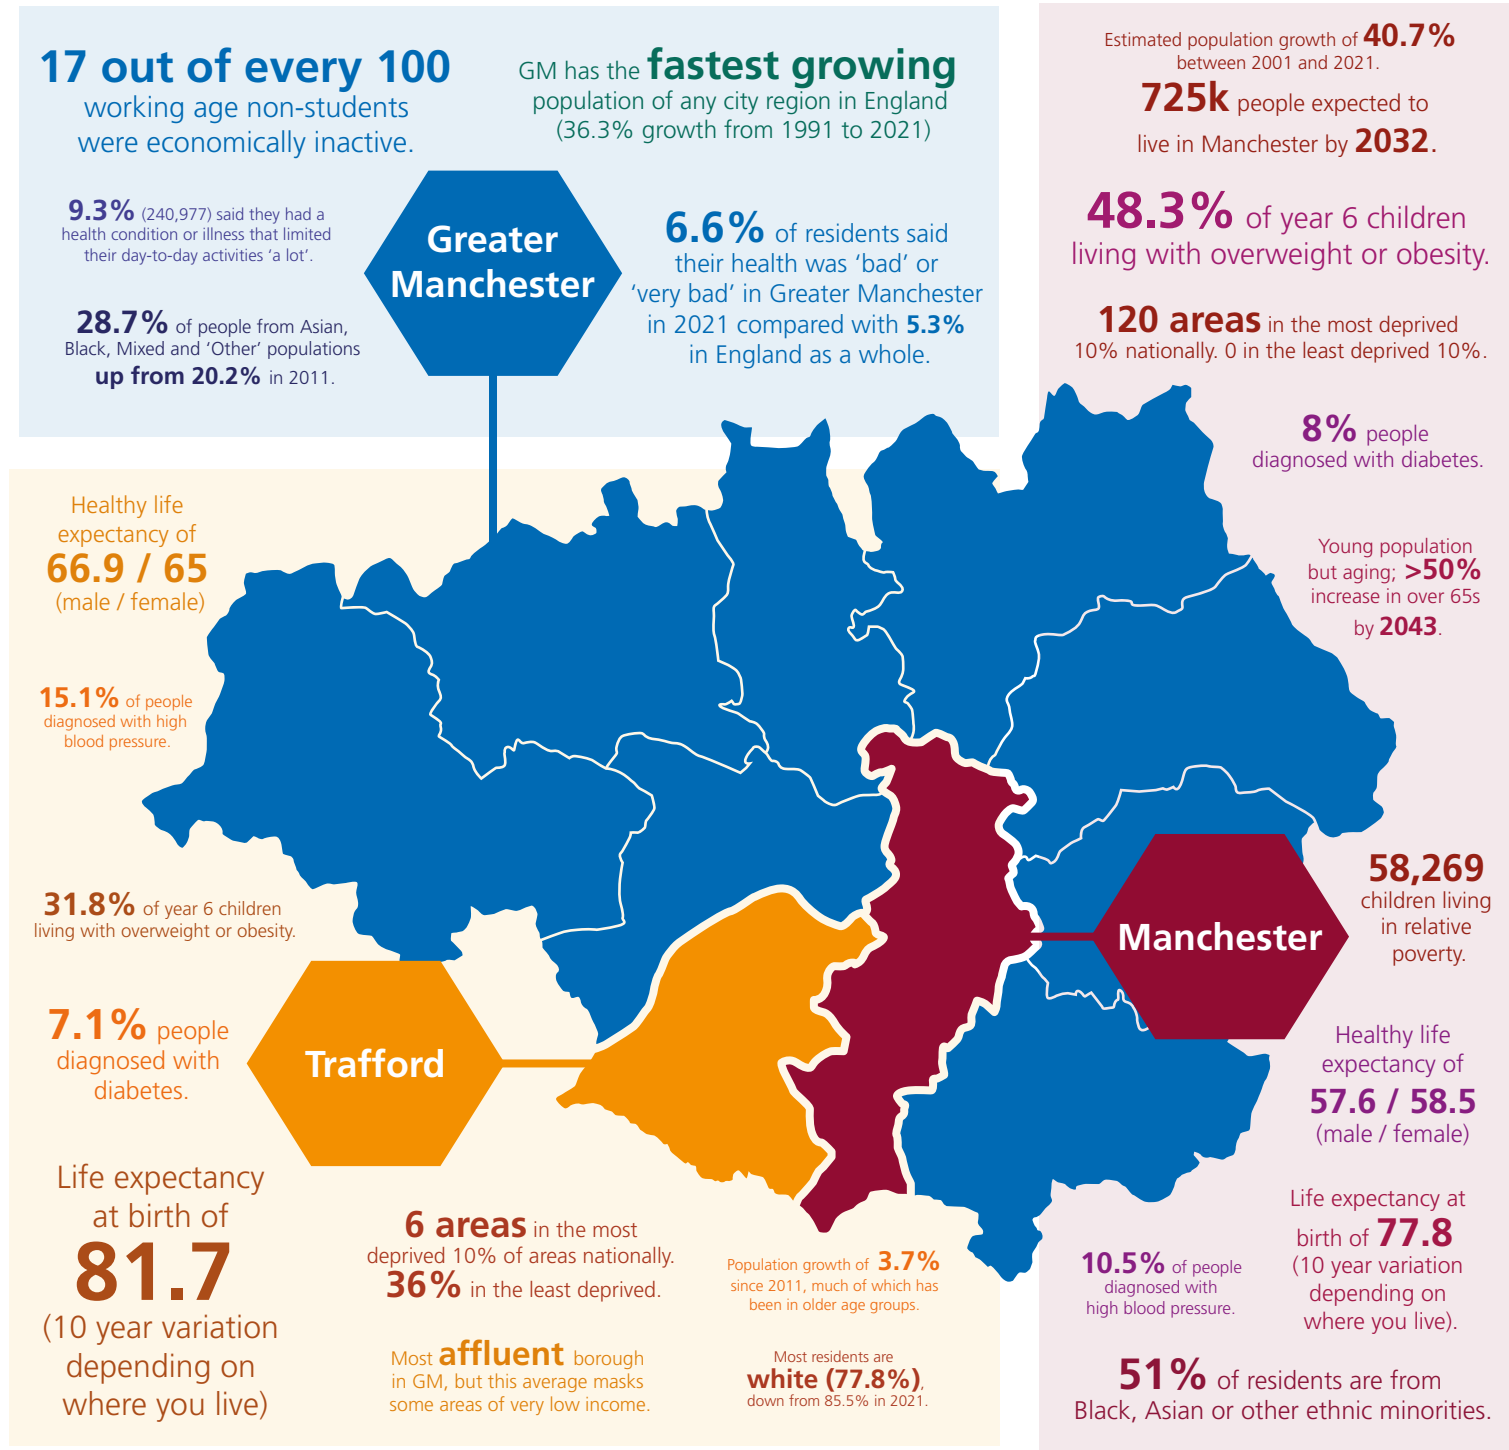 17 out of every 100
working age non-students
were economically inactive.
GM has the fastest growing
population of any city region in England
(36.3% growth from 1991 to 2021)
9.3% (240,977) said they had a
health condition or illness that limited
their day-to-day activities ‘a lot’.
28.7% of people from Asian,
Black, Mixed and ‘Other’ populations
up from 20.2% in 2011.
Greater
Manchester
6.6% of residents said
their health was ‘bad’ or
‘very bad’ in Greater Manchester
in 2021 compared with 5.3%
in England as a whole.
Estimated population growth of 40.7%
between 2001 and 2021.
725k people expected to
live in Manchester by 2032.
48.3% of year 6 children
living with overweight or obesity.
120 areas in the most deprived
10% nationally. 0 in the least deprived 10%.
8% people
diagnosed with diabetes.
Young population
but aging; >50%
increase in over 65s
by 2043.
58,269
children living
in relative
poverty.
Manchester
Healthy life
expectancy of
57.6 / 58.5
(male / female)
Life expectancy at
birth of 77.8
(10 year variation
depending on
where you live).
10.5% of people
diagnosed with
high blood pressure.
51% of residents are from
Black, Asian or other ethnic minorities.
Healthy life
expectancy of
66.9 / 65
(male / female)
15.1% of people
diagnosed with high
blood pressure.
31.8% of year 6 children
living with overweight or obesity.
7.1% people
diagnosed with
diabetes.
Trafford
Life expectancy
at birth of
81.7
(10 year variation
depending on
where you live)
6 areas in the most
deprived 10% of areas nationally.
36% in the least deprived.
Most affluent borough
in GM, but this average masks
some areas of very low income.
Population growth of 3.7%
since 2011, much of which has
been in older age groups.
Most residents are
white (77.8%),
down from 85.5% in 2021.